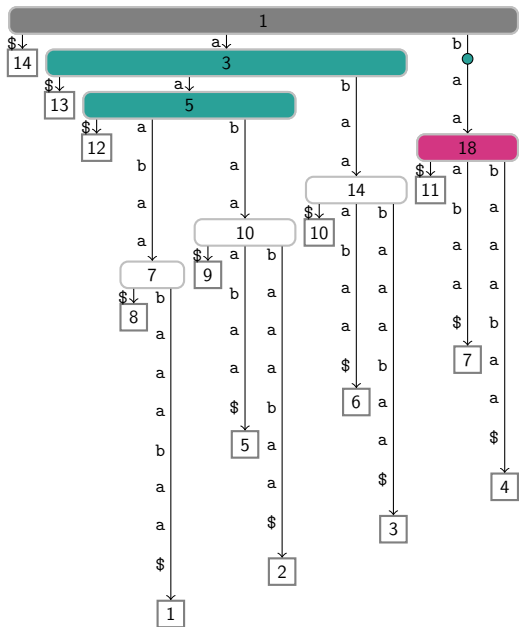 1
$ a b
14 3
$ a b a
13 5
$ a b a a
12 18
b a a $ a b
14 11
a a $ a b b a
10 10
a $ a b b a a a
7 9
$ b b a a a a a
8
a a a a a $ b
7
a a a $ b a
6
a $ b a a
5
b a a $
4
a a $
3
a $
2
$
1